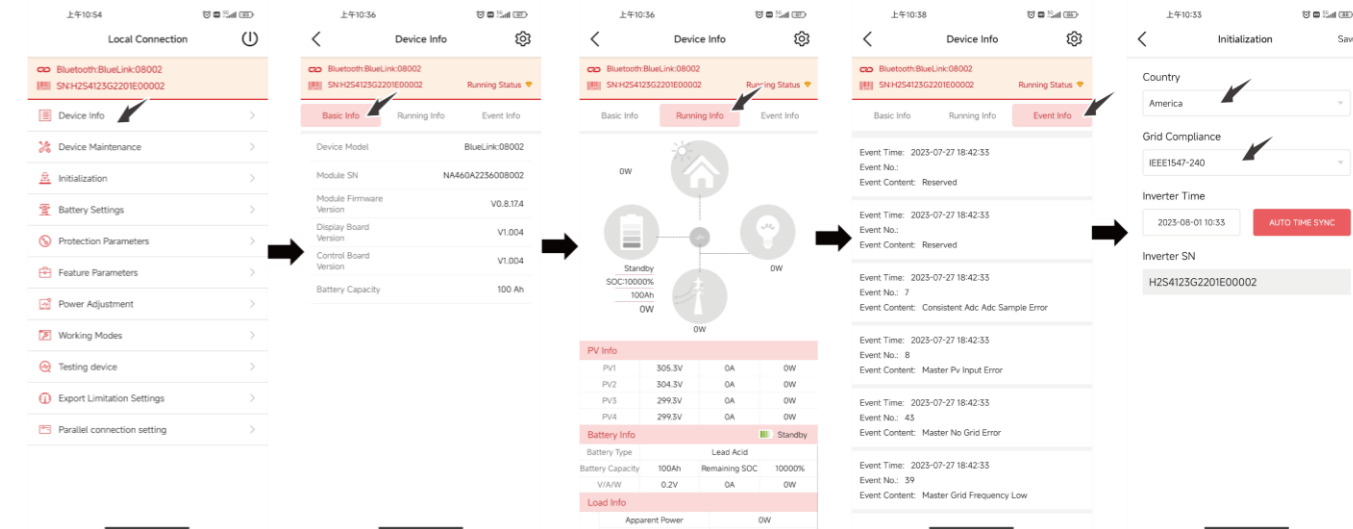 上午10:54
Local Connection
Bluetooth:BlueLink:08002
SN:H2S4123G2201E00002
Device Info
Device Maintenance
Initialization
Battery Settings
Protection Parameters
Feature Parameters
Power Adjustment
Working Modes
Testing device
Export Limitation Settings
Parallel connection setting
上午10:36
Device Info
Bluetooth:BlueLink:08002
SN:H2S4123G2201E00002 Running Status
Basic Info Running Info Event Info
Device Model BlueLink:08002
Module SN NA460A2236008002
Module Firmware
Version V0.8.17.4
Display Board
Version V1.004
Control Board
Version V1.004
Battery Capacity 100 Ah
上午10:36
Device Info
Bluetooth:BlueLink:08002
SN:H2S4123G2201E00002 Running Status
Basic Info Running Info Event Info
0W
Standby
SOC:10000%
100Ah
0W
0W
0W
PV Info
PV1 305.3V 0A 0W
PV2 304.3V 0A 0W
PV3 299.3V 0A 0W
PV4 299.3V 0A 0W
Battery Info Standby
Battery Type Lead Acid
Battery Capacity 100Ah Remaining SOC 10000%
V/A/W 0.2V 0A 0W
Load Info
Apparent Power 0W
上午10:38
Device Info
Bluetooth:BlueLink:08002
SN:H2S4123G2201E00002 Running Status
Basic Info Running Info Event Info
Event Time: 2023-07-27 18:42:33
Event No.:
Event Content: Reserved
Event Time: 2023-07-27 18:42:33
Event No.:
Event Content: Reserved
Event Time: 2023-07-27 18:42:33
Event No.: 7
Event Content: Consistent Adc Adc Sample Error
Event Time: 2023-07-27 18:42:33
Event No.: 8
Event Content: Master Pv Input Error
Event Time: 2023-07-27 18:42:33
Event No.: 43
Event Content: Master No Grid Error
Event Time: 2023-07-27 18:42:33
Event No.: 39
Event Content: Master Grid Frequency Low
上午10:33
Initialization Sav
Country
America
Grid Compliance
IEEE1547-240
Inverter Time
2023-08-01 10:33 AUTO TIME SYNC
Inverter SN
H2S4123G2201E00002